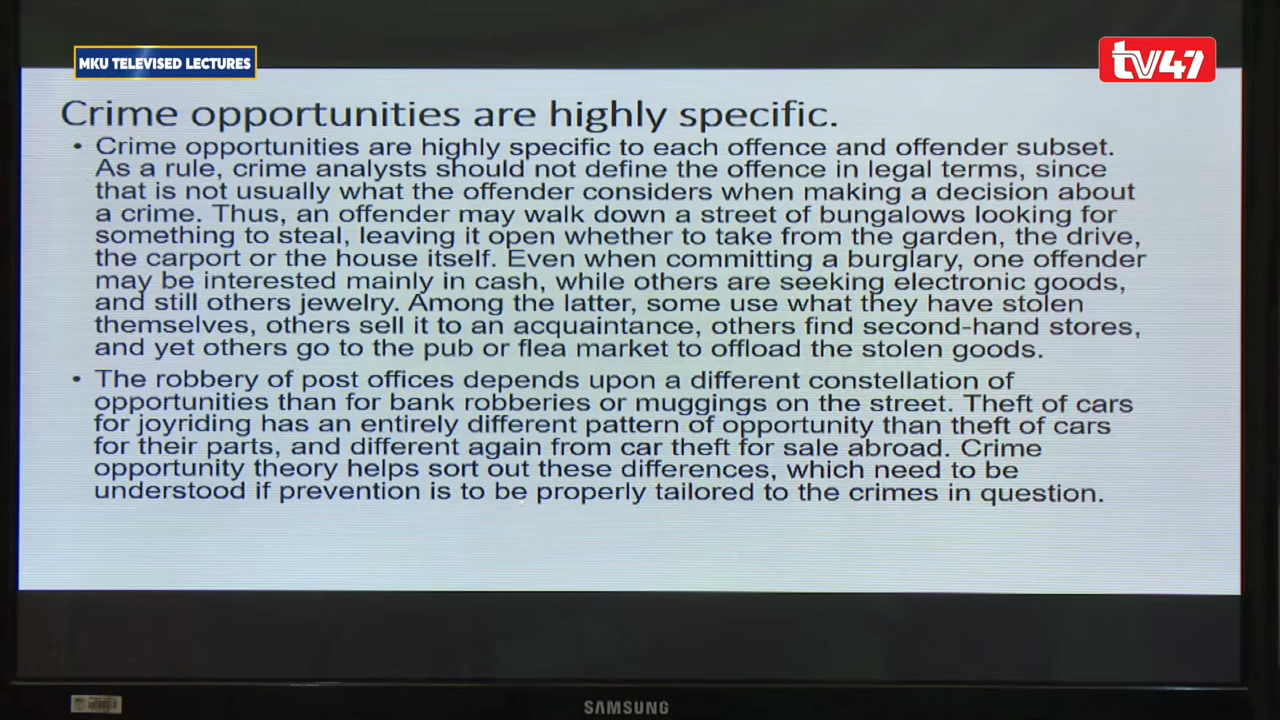 MKU TELEVISED LECTURES
tv47
Crime opportunities are highly specific.
• Crime opportunities are highly specific to each offence and offender subset.
As a rule, crime analysts should not define the offence in legal terms, since
that is not usually what the offender considers when making a decision about
a crime. Thus, an offender may walk down a street of bungalows looking for
something to steal, leaving it open whether to take from the garden, the drive,
the carport or the house itself. Even when committing a burglary, one offender
may be interested mainly in cash, while others are seeking electronic goods,
and still others jewelry. Among the latter, some use what they have stolen
themselves, others sell it to an acquaintance, others find second-hand stores,
and yet others go to the pub or flea market to offload the stolen goods.
• The robbery of post offices depends upon a different constellation of
opportunities than for bank robberies or muggings on the street. Theft of cars
for joyriding has an entirely different pattern of opportunity than theft of cars
for their parts, and different again from car theft for sale abroad. Crime
opportunity theory helps sort out these differences, which need to be
understood if prevention is to be properly tailored to the crimes in question.
SAMSUNG